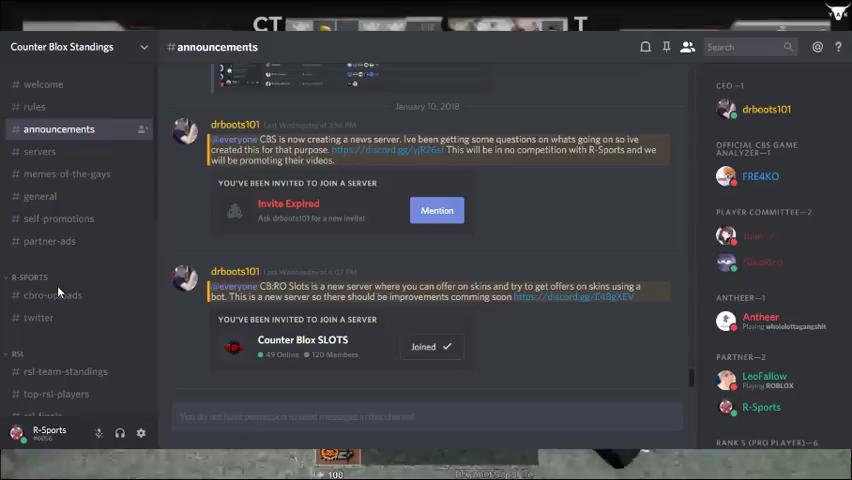 CT
T
YAK
Counter Blox Standings
# announcements
Search
# welcome
# rules
# announcements
# servers
# memes-of-the-gays
# general
# self-promotions
# partner-ads
R-SPORTS
# cbro-uploads
# twitter
RSL
# rsl-team-standings
# top-rsl-players
# rsl-finals
R-Sports
#6056
January 10, 2018
drboots101 Last Wednesday at 3:56 PM
@everyone CBS is now creating a news server. Ive been getting some questions on whats going on so ive
created this for that purpose. This will be in no competition with R-Sports and we
will be promoting their videos.
YOU'VE BEEN INVITED TO JOIN A SERVER
Invite Expired
Ask drboots101 for a new invite!
Mention
drboots101 Last Wednesday at 6:07 PM
@everyone CB:RO Slots is a new server where you can offer on skins and try to get offers on skins using a
bot. This is a new server so there should be improvements comming soon https://discord.gg/E4BgXEV
YOU'VE BEEN INVITED TO JOIN A SERVER
Counter Blox SLOTS
49 Online 120 Members
Joined
You do not have permission to send messages in this channel.
CEO—1
drboots101
OFFICIAL CBS GAME
ANALYZER—1
FRE4KO
PLAYER COMMITTEE—2
ANTHEER—1
Antheer
Playing wholelottagangshit
PARTNER—2
LeoFallow
Playing ROBLOX
R-Sports
RANK S (PRO PLAYER)—6
100